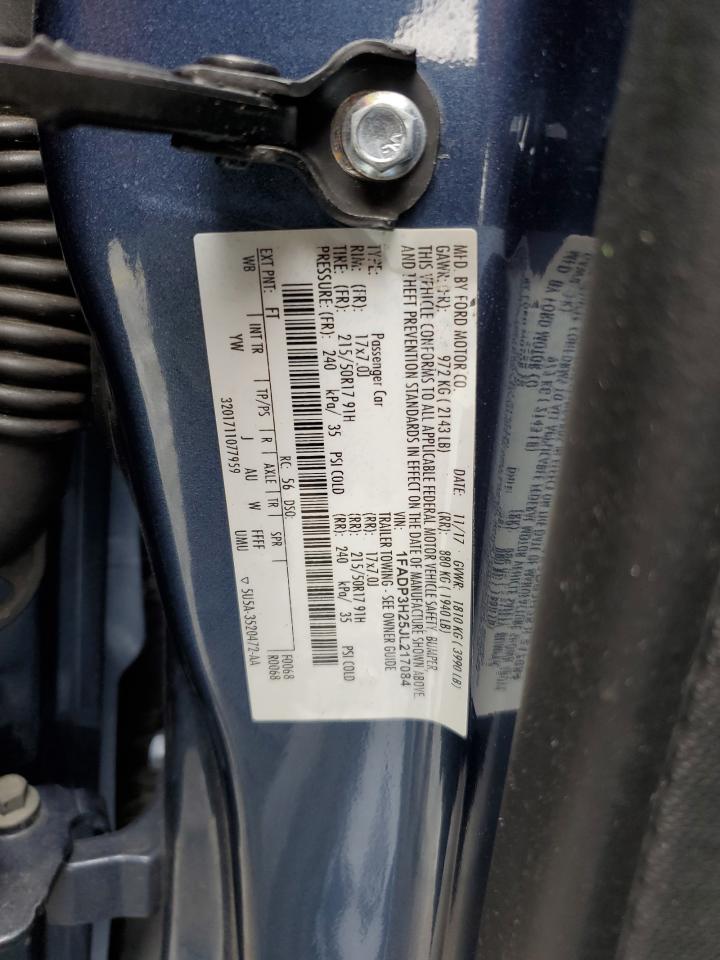 MFD. BY FORD MOTOR CO. DATE: 11/17 GVWR: 1810 KG ( 3990 LB)
GAWR: (FR): 972 KG ( 2143 LB) (RR): 880 KG ( 1940 LB)
THIS VEHICLE CONFORMS TO ALL APPLICABLE FEDERAL MOTOR VEHICLE SAFETY, BUMPER,
AND THEFT PREVENTION STANDARDS IN EFFECT ON THE DATE OF MANUFACTURE SHOWN ABOVE.
VIN: 1FADP3H25JL217084
TYPE: Passenger Car TRAILER TOWING - SEE OWNER GUIDE
RIM: (FR): 17x7.0J (RR): 17x7.0J
TIRE: (FR): 215/50R17 91H (RR): 215/50R17 91H
PRESSURE: (FR): 240 kPa/ 35 PSI COLD (RR): 240 kPa/ 35 PSI COLD
RC: 56 DSO: F0068
R0068
EXT PNT: FT INT TR TP/PS R AXLE TR SPR
WB YW J AU W FFFF UMU
3201711077959 ▽ 5U5A-3520472-A4